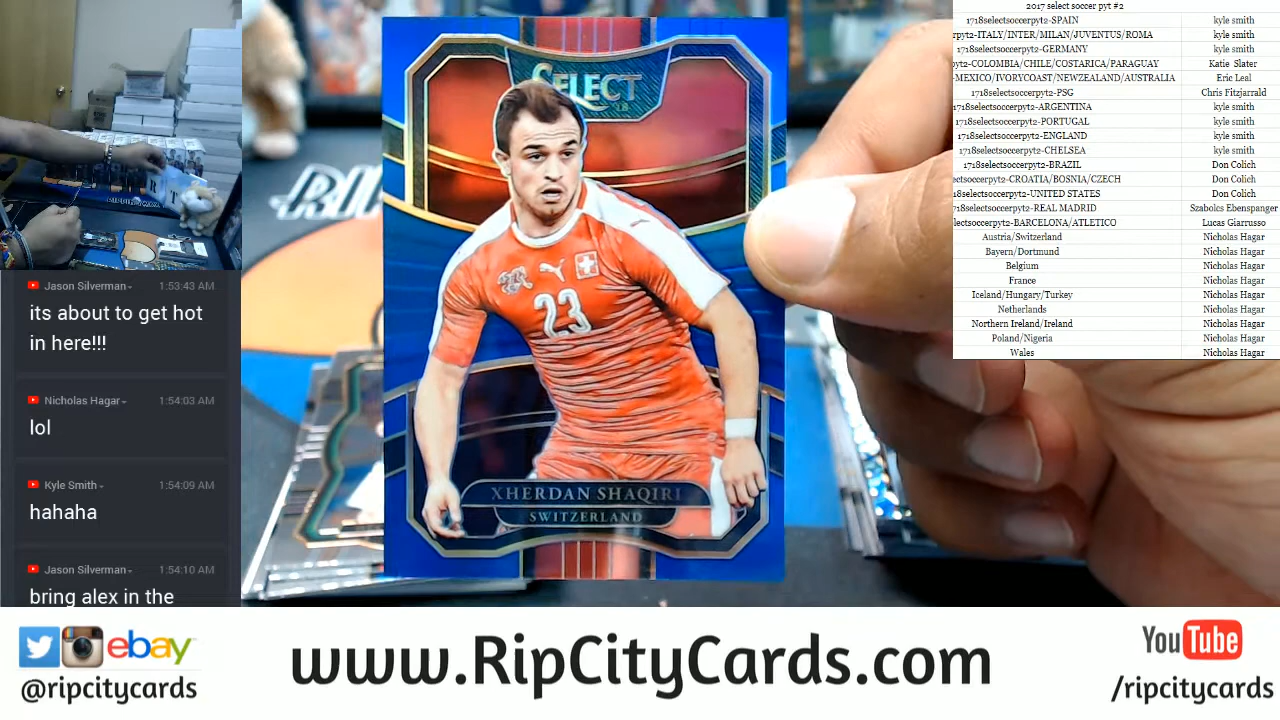 2017 select soccer pyt #2
1718selectsoccerpyt2-SPAIN kyle smith
pyt2-ITALY/INTER/MILAN/JUVENTUS/ROMA kyle smith
1718selectsoccerpyt2-GERMANY kyle smith
pyt2-COLOMBIA/CHILE/COSTARICA/PARAGUAY Katie Slater
-MEXICO/IVORYCOAST/NEWZEALAND/AUSTRALIA Eric Leal
1718selectsoccerpyt2-PSG Chris Fitzjarrald
1718selectsoccerpyt2-ARGENTINA kyle smith
1718selectsoccerpyt2-PORTUGAL kyle smith
1718selectsoccerpyt2-ENGLAND kyle smith
1718selectsoccerpyt2-CHELSEA kyle smith
1718selectsoccerpyt2-BRAZIL Don Colich
ectsoccerpyt2-CROATIA/BOSNIA/CZECH Don Colich
18selectsoccerpyt2-UNITED STATES Don Colich
718selectsoccerpyt2-REAL MADRID Szabolcs Ebenspanger
lectsoccerpyt2-BARCELONA/ATLETICO Lucas Giarrusso
Austria/Switzerland Nicholas Hagar
Bayern/Dortmund Nicholas Hagar
Belgium Nicholas Hagar
France Nicholas Hagar
Iceland/Hungary/Turkey Nicholas Hagar
Netherlands Nicholas Hagar
Northern Ireland/Ireland Nicholas Hagar
Poland/Nigeria Nicholas Hagar
Wales Nicholas Hagar
SELECT
23
XHERDAN SHAQIRI
SWITZERLAND
Jason Silverman 1:53:43 AM
its about to get hot
in here!!!
Nicholas Hagar 1:54:03 AM
lol
Kyle Smith 1:54:09 AM
hahaha
Jason Silverman 1:54:10 AM
bring alex in the
ebay
@ripcitycards
www.RipCityCards.com
YouTube
/ripcitycards